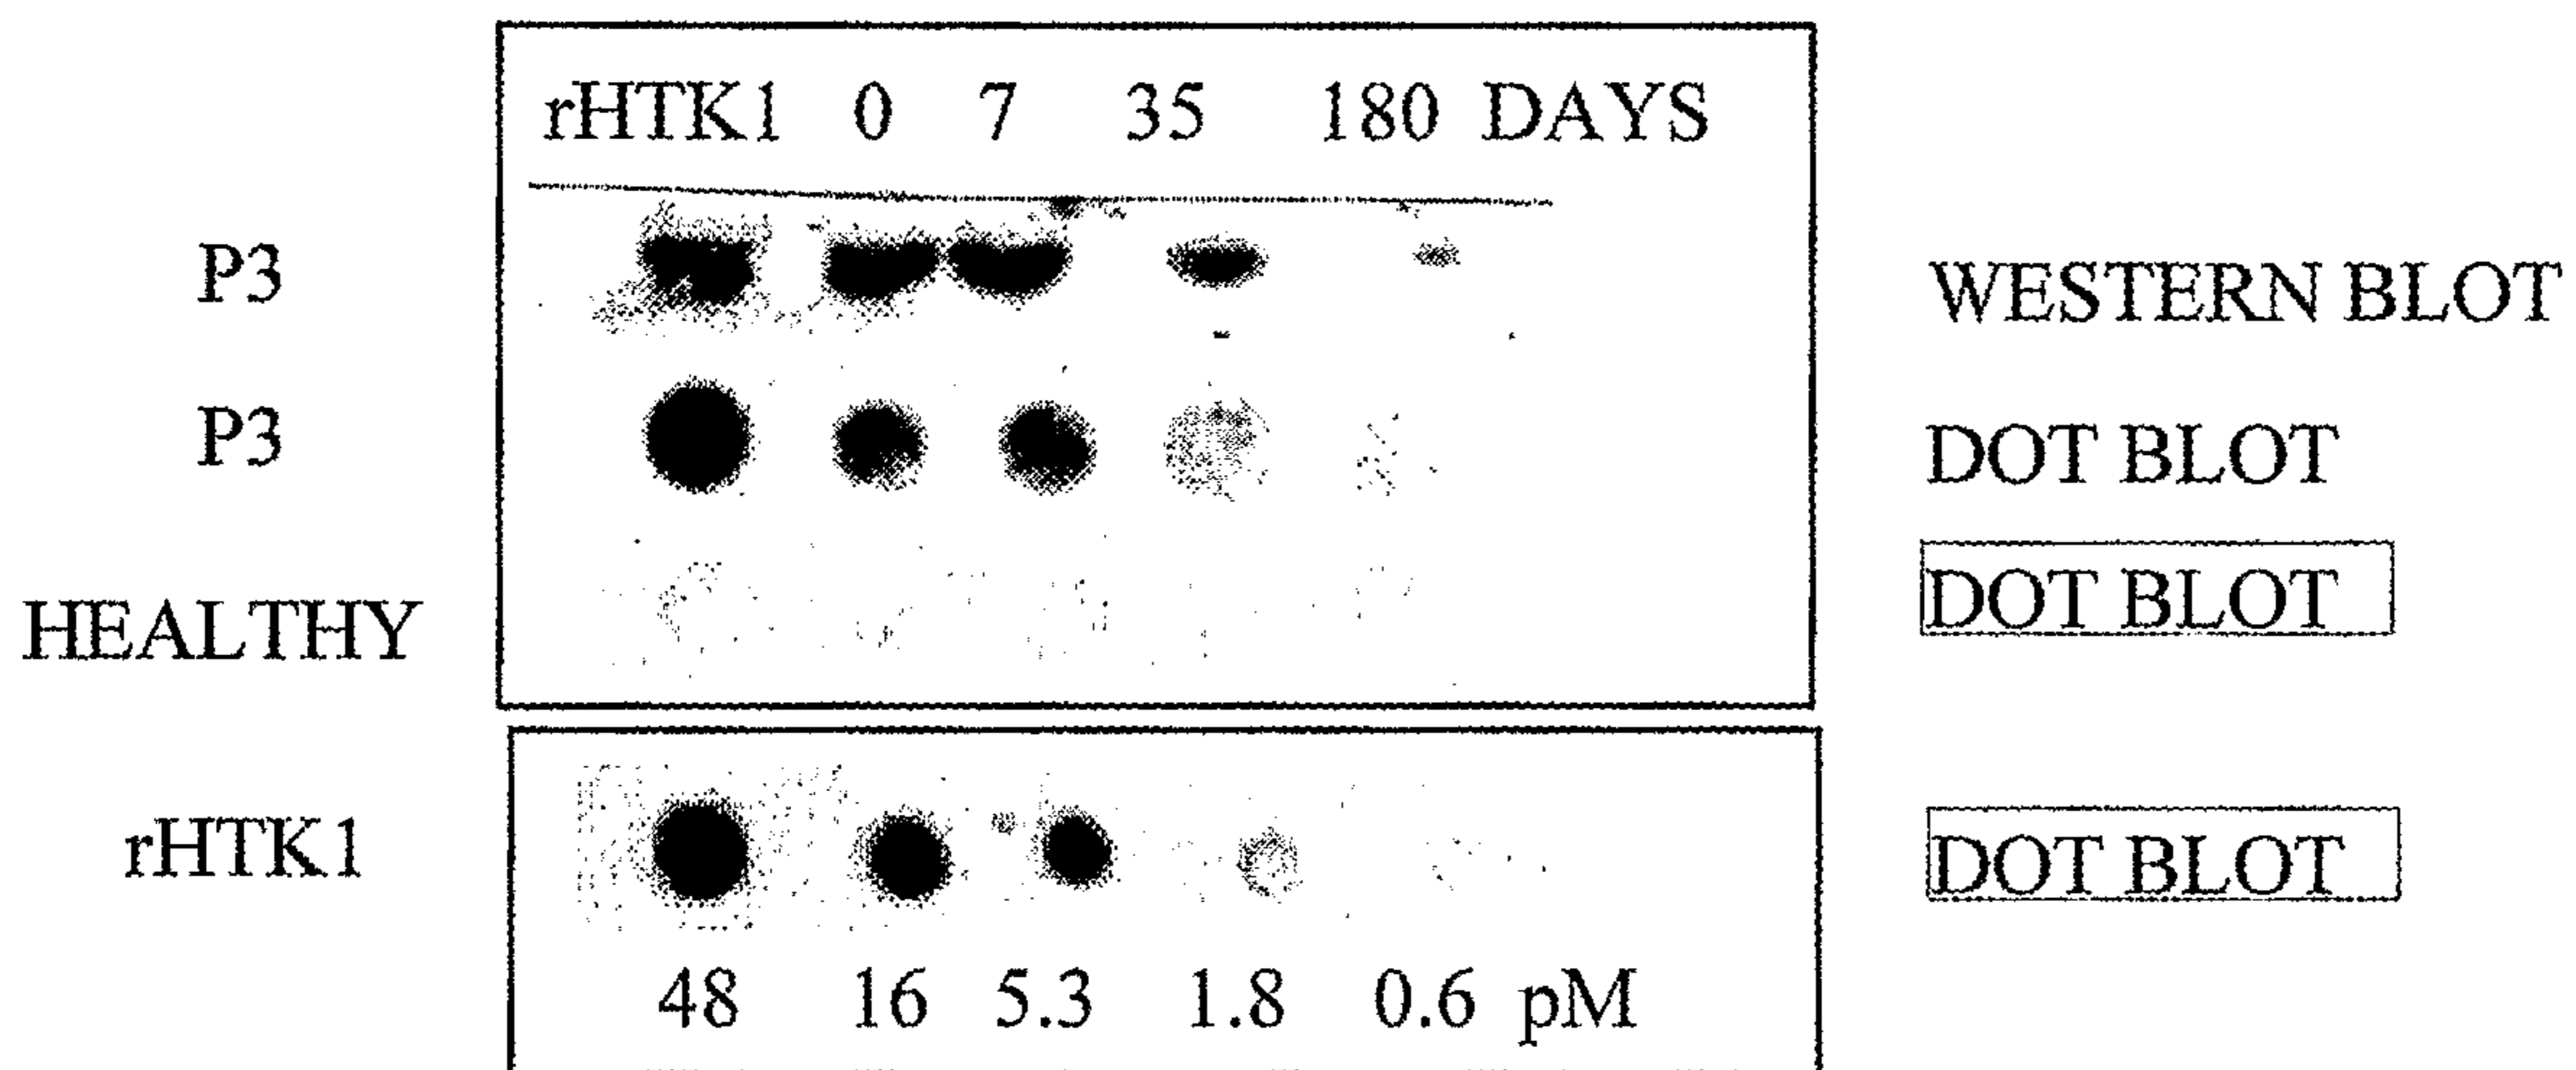 rHTK1 0 7 35 180 DAYS
P3 WESTERN BLOT
P3 DOT BLOT
HEALTHY DOT BLOT
rHTK1 DOT BLOT
48 16 5.3 1.8 0.6 pM